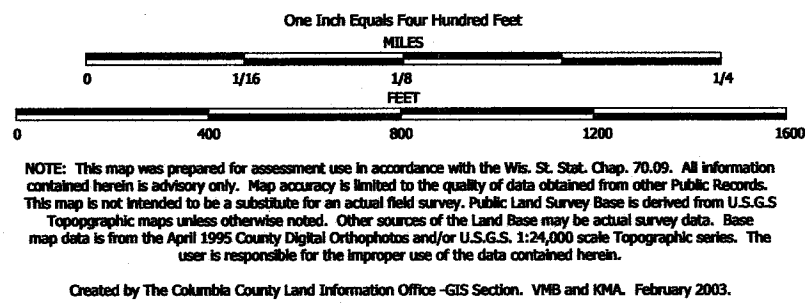 One Inch Equals Four Hundred Feet
MILES
0 1/16 1/8 1/4
FEET
0 400 800 1200 1600
NOTE: This map was prepared for assessment use in accordance with the Wis. St. Stat. Chap. 70.09. All information
contained herein is advisory only. Map accuracy is limited to the quality of data obtained from other Public Records.
This map is not intended to be a substitute for an actual field survey. Public Land Survey Base is derived from U.S.G.S
Topopgraphic maps unless otherwise noted. Other sources of the Land Base may be actual survey data. Base
map data is from the April 1995 County Digital Orthophotos and/or U.S.G.S. 1:24,000 scale Topographic series. The
user is responsible for the improper use of the data contained herein.
Created by The Columbia County Land Information Office -GIS Section. VMB and KMA. February 2003.